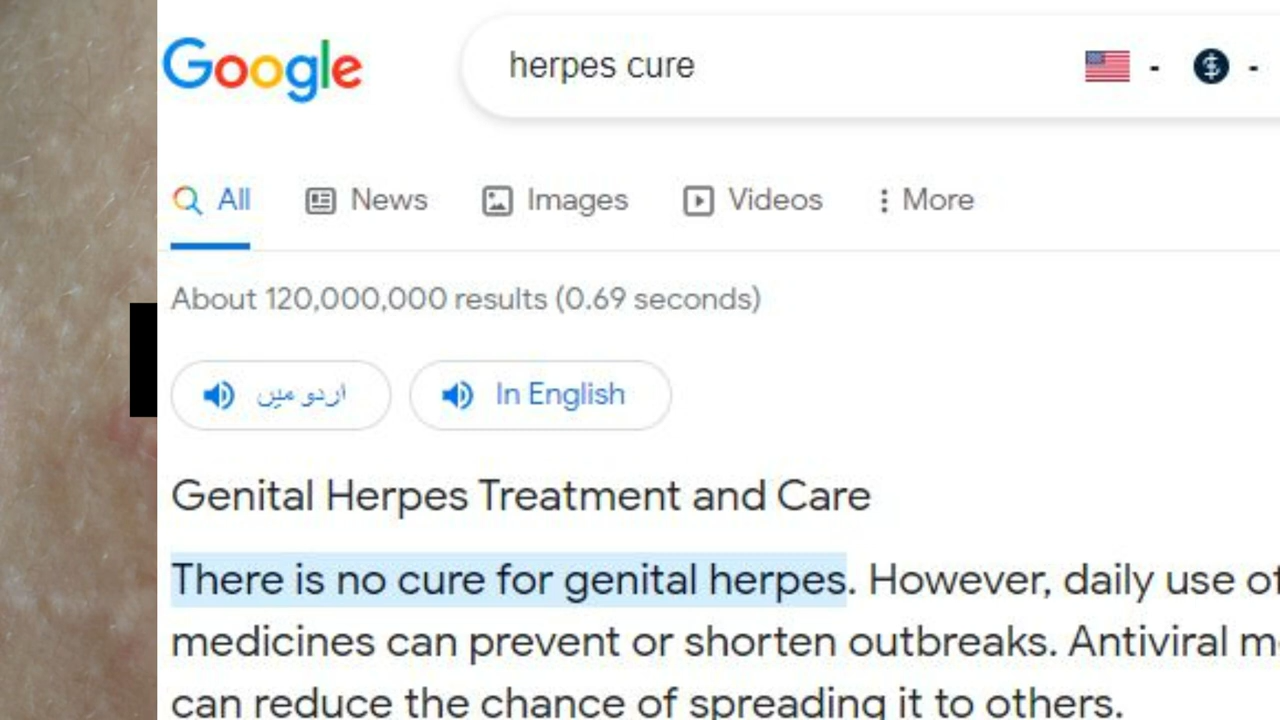 Google
herpes cure
All News Images Videos More
About 120,000,000 results (0.69 seconds)
اردو میں In English
Genital Herpes Treatment and Care
There is no cure for genital herpes. However, daily use of
medicines can prevent or shorten outbreaks. Antiviral
can reduce the chance of spreading it to others.